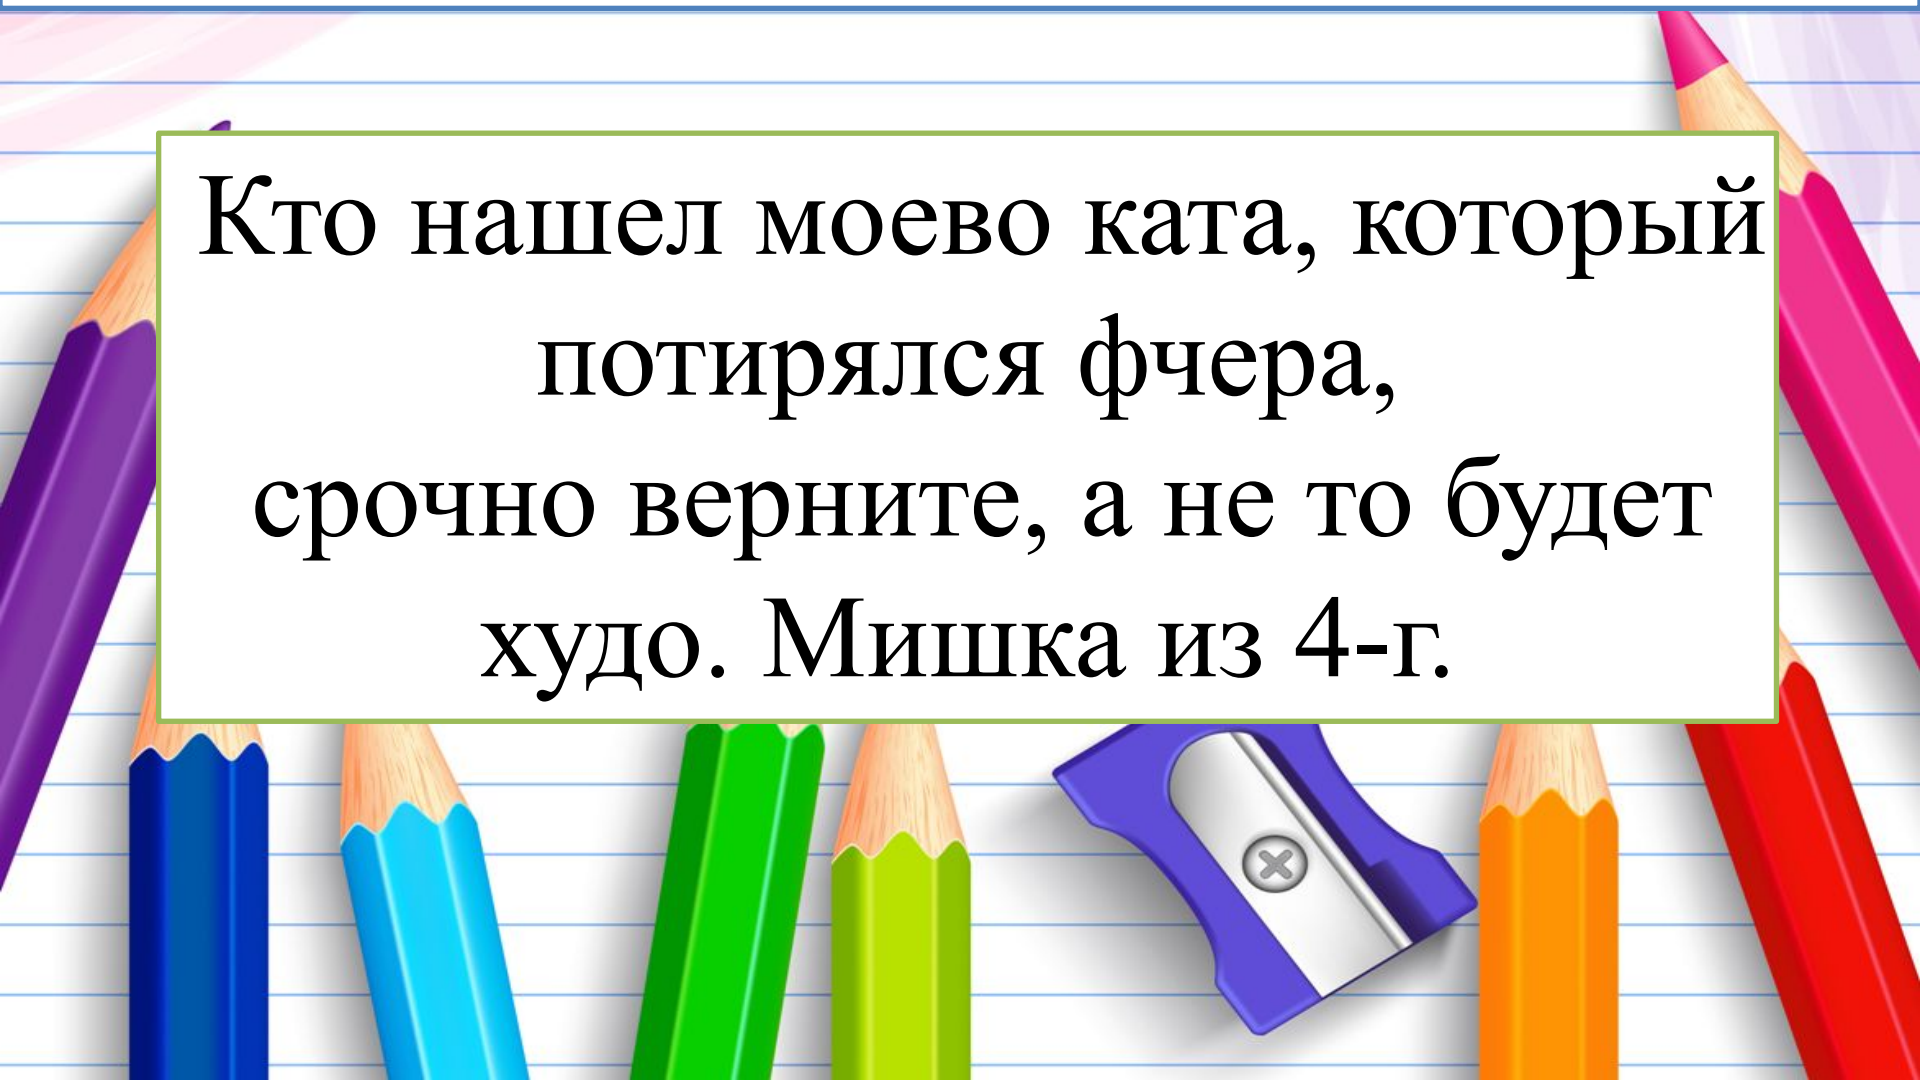 Кто нашел моево ката, который
потирялся фчера,
срочно верните, а не то будет
худо. Мишка из 4-г.